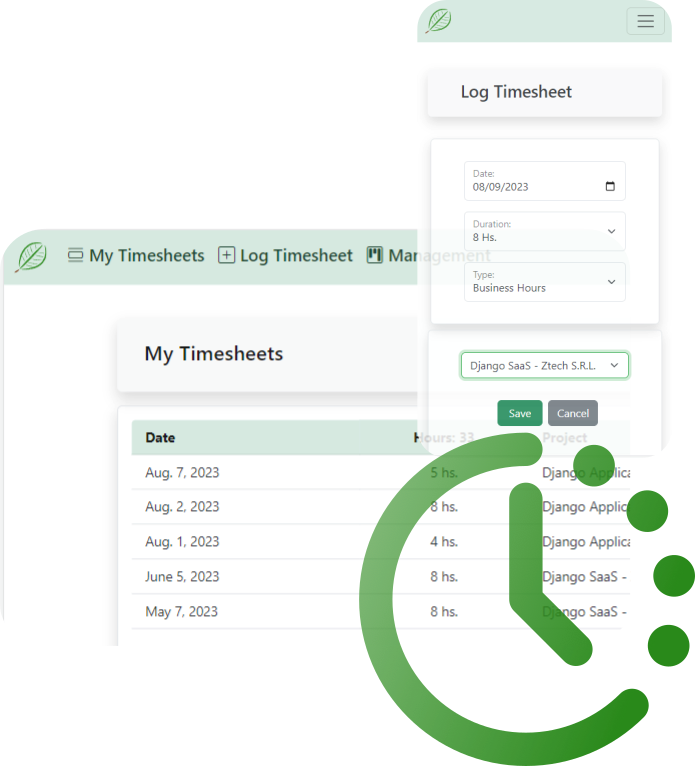 Log Timesheet
Date:
08/09/2023
Duration:
8 Hs.
Type:
Business Hours
Django SaaS - Ztech S.R.L.
Save Cancel
My Timesheets Log Timesheet Management
My Timesheets
Date Hours: 33 Project
Aug. 7, 2023 5 hs. Django Applica
Aug. 2, 2023 8 hs. Django Applica
Aug. 1, 2023 4 hs. Django Applica
June 5, 2023 8 hs. Django SaaS -
May 7, 2023 8 hs. Django SaaS -